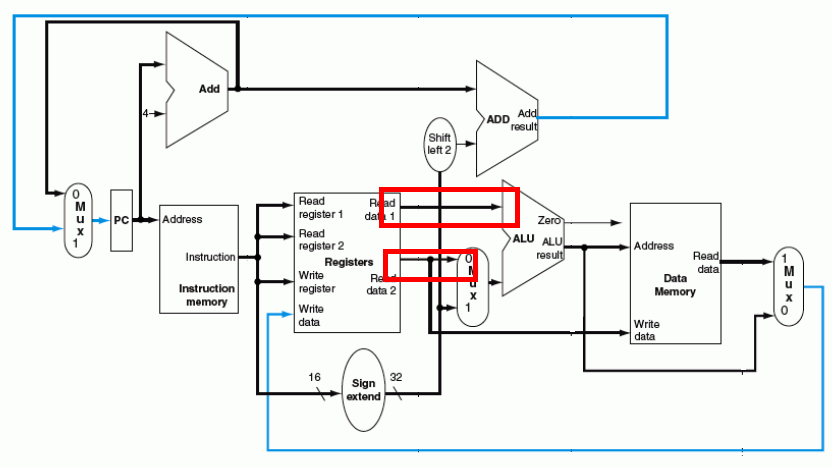 Add
4
ADD
Add
result
Shift
left 2
0
M
u
x
1
PC
Address
Instruction
Instruction
memory
Read
register 1
Read
register 2
Write
register
Write
data
Registers
Read
data 1
Read
data 2
0
M
u
x
1
Zero
ALU
ALU
result
Address
Read
data
Data
Memory
Write
data
1
M
u
x
0
16
Sign
extend
32